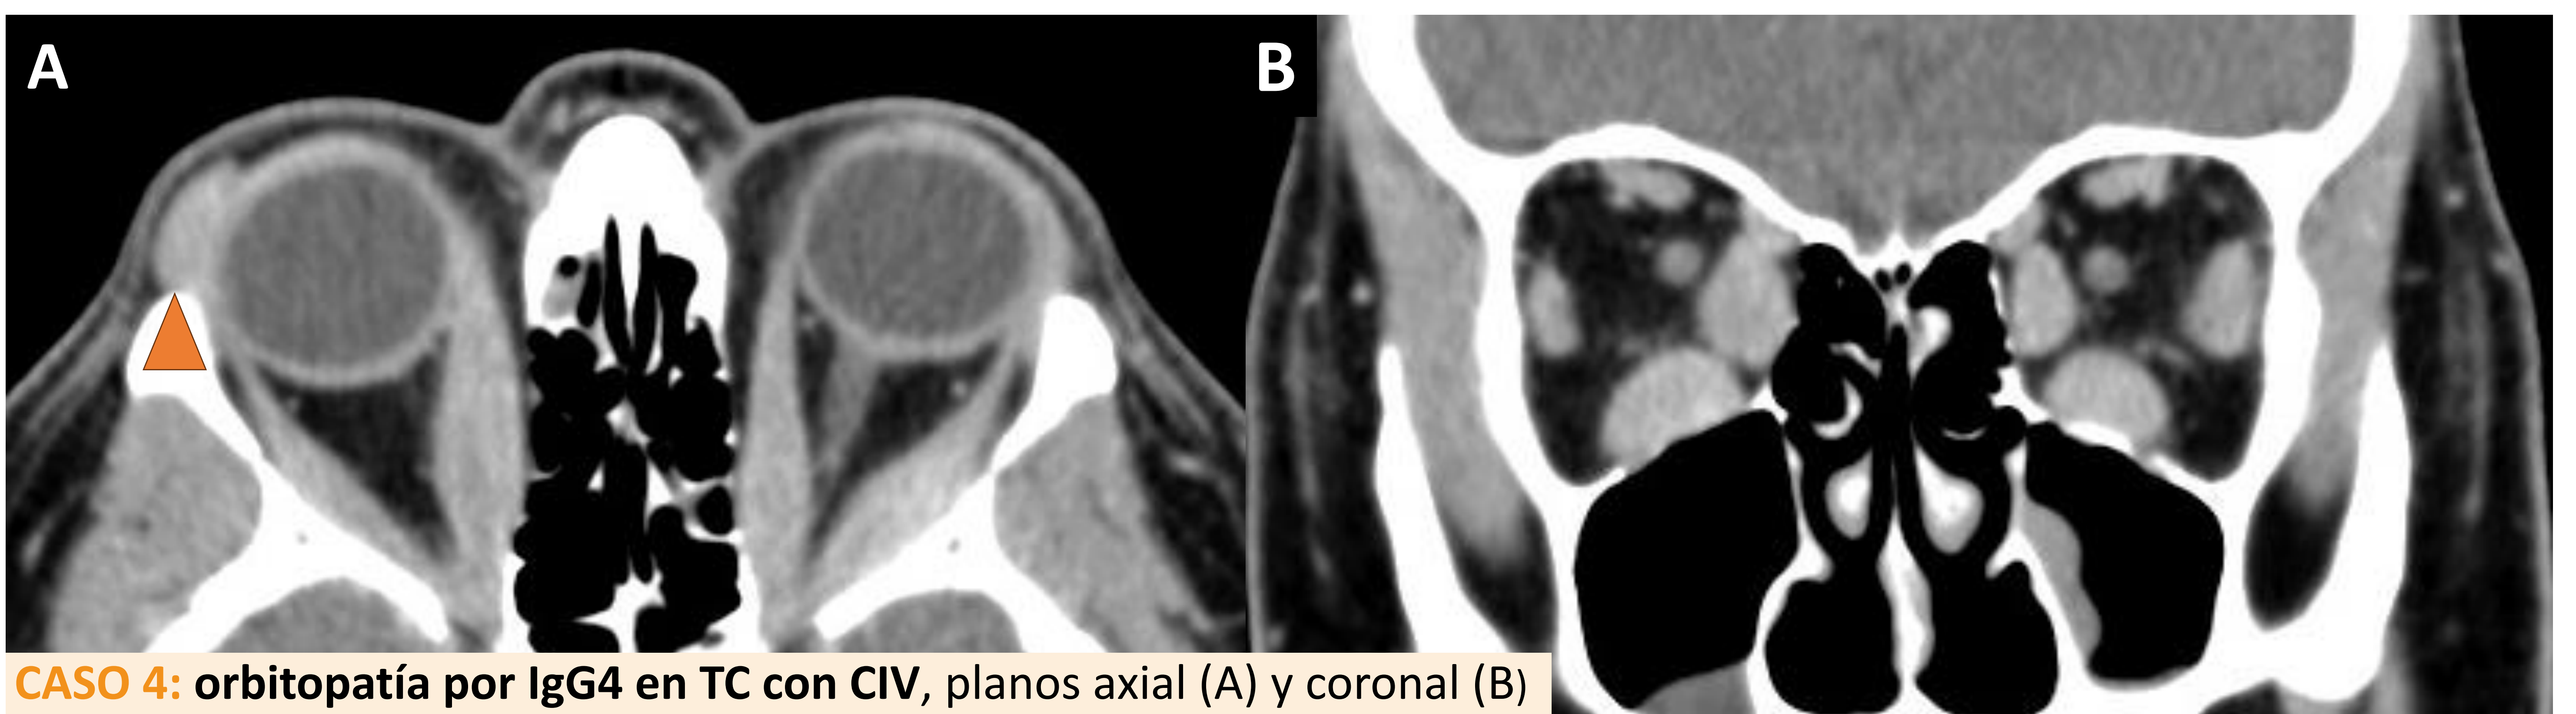 A
B
CASO 4: orbitopatía por IgG4 en TC con CIV, planos axial (A) y coronal (B)